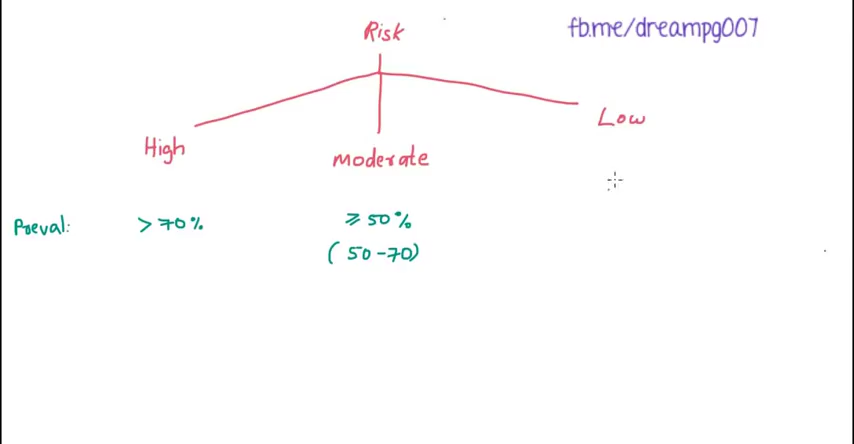 Risk
fb.me/dreampg007
High
moderate
Low
Preval:
> 70%
≥ 50%
(50-70)